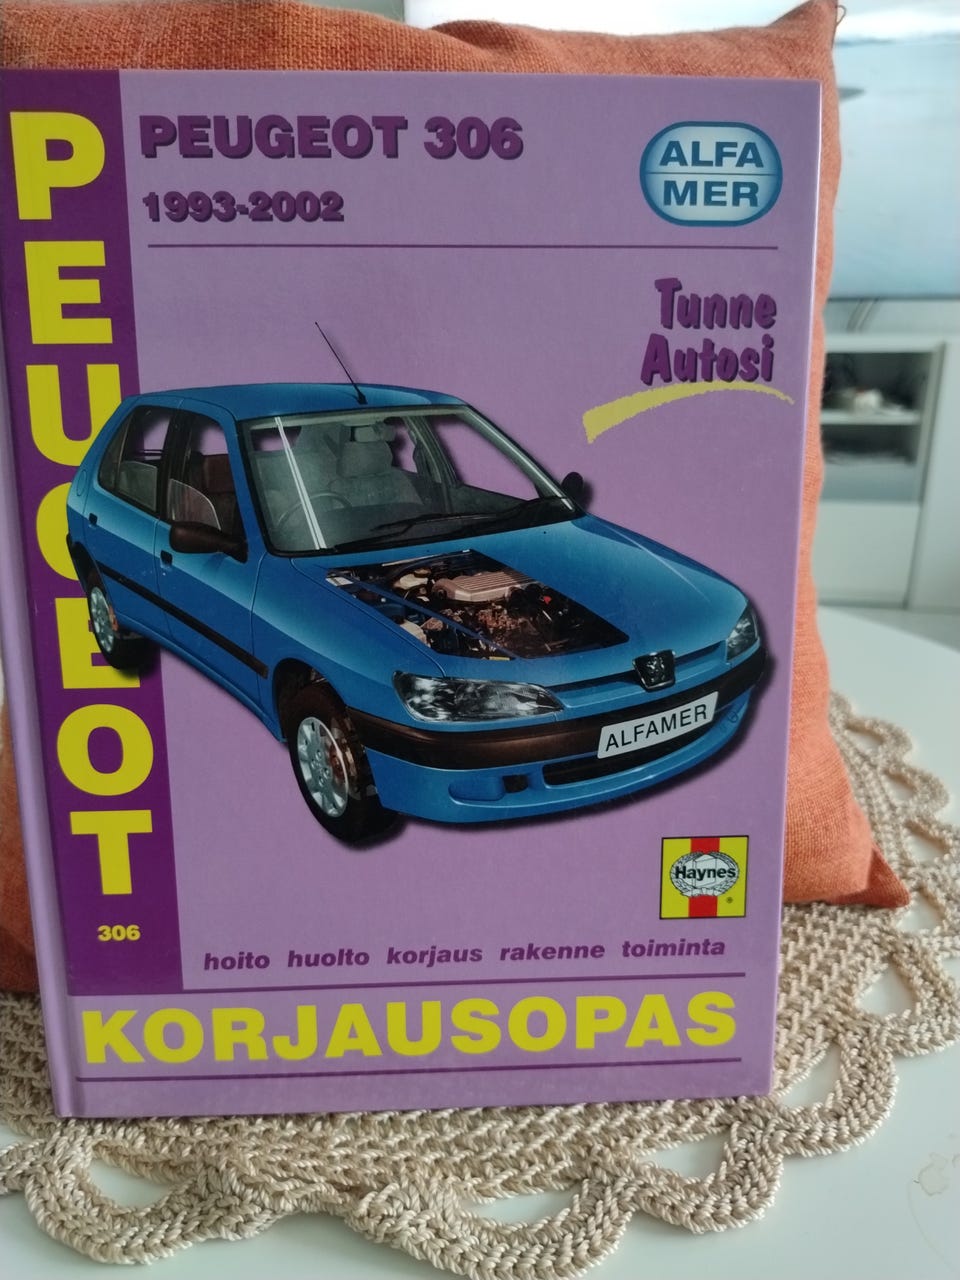 PEUGEOT 306
1993-2002
ALFA
MER
Tunne
Autosi
PEUGEOT
306
ALFAMER
Haynes
®
hoito huolto korjaus rakenne toiminta
KORJAUSOPAS